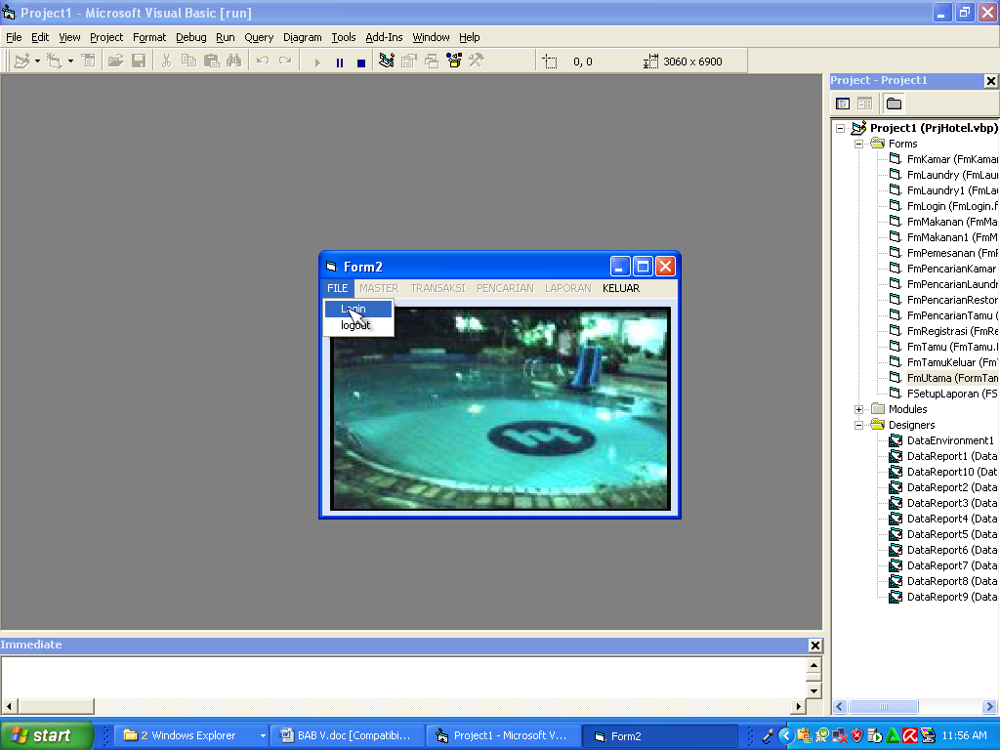 Project1 - Microsoft Visual Basic [run]
File Edit View Project Format Debug Run Query Diagram Tools Add-Ins Window Help
0, 0 3060 x 6900
Project - Project1
Project1 (PrjHotel.vbp)
Forms
FmKamar (FmKamar
FmLaundry (FmLau
FmLaundry1 (FmLa
FmLogin (FmLogin.f
FmMakanan (FmMa
FmMakanan1 (FmM
FmPemesanan (FmP
FmPencarianKamar
FmPencarianLaundr
FmPencarianRestor
FmPencarianTamu (
FmRegistrasi (FmRe
FmTamu (FmTamu.
FmTamuKeluar (Fm
FmUtama (FormTam
FSetupLaporan (FS
Modules
Designers
DataEnvironment1
DataReport1 (Data
DataReport10 (Dat
DataReport2 (Data
DataReport3 (Data
DataReport4 (Data
DataReport5 (Data
DataReport6 (Data
DataReport7 (Data
DataReport8 (Data
DataReport9 (Data
Form2
FILE MASTER TRANSAKSI PENCARIAN LAPORAN KELUAR
Login
logout
Immediate
start 2 Windows Explorer BAB V.doc [Compatibi... Project1 - Microsoft V... Form2 11:56 AM